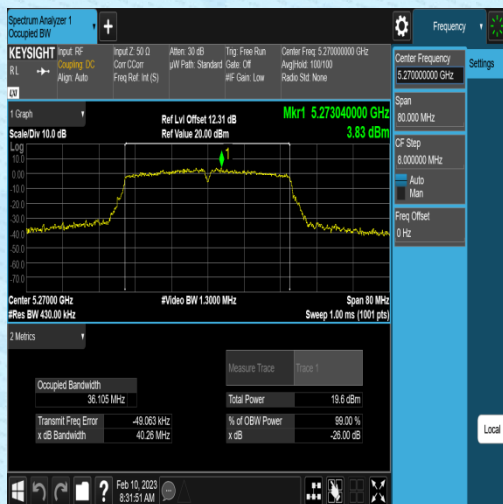 Spectrum Analyzer 1
Occupied BW
Frequency
KEYSIGHT
Input: RF
Coupling: DC
Align: Auto
Input Z: 50 Ω
Corr CCorr
Freq Ref: Int (S)
Atten: 30 dB
µW Path: Standard
Trig: Free Run
Gate: Off
#IF Gain: Low
Center Freq: 5.270000000 GHz
Avg|Hold: 100/100
Radio Std: None
RL
LXI
Center Frequency
5.270000000 GHz
Settings
Span
80.000 MHz
CF Step
8.000000 MHz
Auto
Man
Freq Offset
0 Hz
1 Graph
Scale/Div 10.0 dB
Ref Lvl Offset 12.31 dB
Ref Value 20.00 dBm
Mkr1 5.273040000 GHz
3.83 dBm
Log
10.0
0.00
-10.0
-20.0
-30.0
-40.0
-50.0
-60.0
-70.0
1
Center 5.27000 GHz
#Res BW 430.00 kHz
#Video BW 1.3000 MHz
Span 80 MHz
Sweep 1.00 ms (1001 pts)
2 Metrics
Measure Trace
Trace 1
Occupied Bandwidth
36.105 MHz
Total Power
19.6 dBm
Transmit Freq Error
-49.063 kHz
% of OBW Power
99.00 %
x dB Bandwidth
40.26 MHz
x dB
-26.00 dB
Local
?
Feb 10, 2023
8:31:51 AM